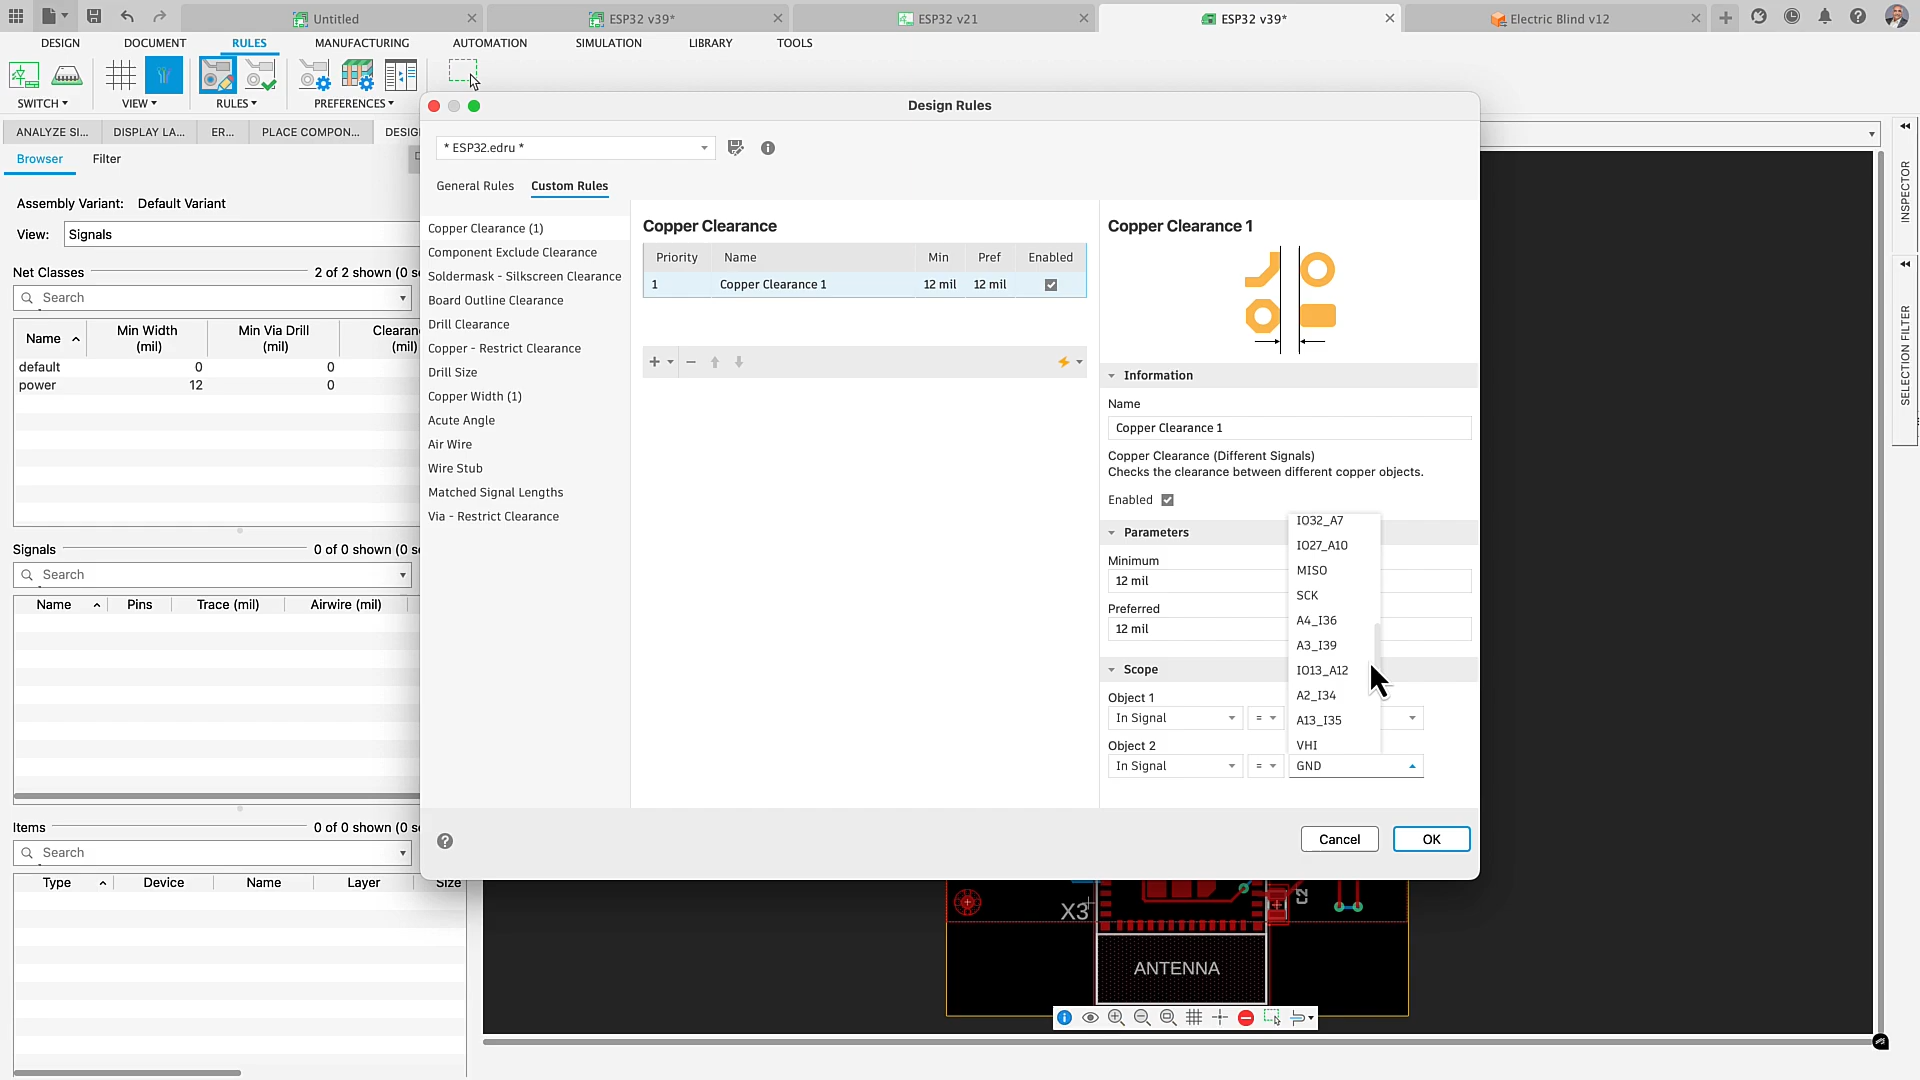 Untitled
ESP32 v39*
ESP32 v21
ESP32 v39*
Electric Blind v12
DESIGN
DOCUMENT
RULES
MANUFACTURING
AUTOMATION
SIMULATION
LIBRARY
TOOLS
SWITCH
VIEW
RULES
PREFERENCES
ANALYZE SI...
DISPLAY LA...
ER...
PLACE COMPON...
DESIG
Browser
Filter
Assembly Variant: Default Variant
View: Signals
Net Classes
2 of 2 shown (0 s
Search
Name
Min Width
(mil)
Min Via Drill
(mil)
Clearan
(mil)
default 0 0
power 12 0
Signals
0 of 0 shown (0 s
Search
Name
Pins
Trace (mil)
Airwire (mil)
Items
0 of 0 shown (0 s
Search
Type
Device
Name
Layer
Size
Design Rules
* ESP32.edru *
General Rules
Custom Rules
Copper Clearance (1)
Component Exclude Clearance
Soldermask - Silkscreen Clearance
Board Outline Clearance
Drill Clearance
Copper - Restrict Clearance
Drill Size
Copper Width (1)
Acute Angle
Air Wire
Wire Stub
Matched Signal Lengths
Via - Restrict Clearance
Copper Clearance
Priority Name Min Pref Enabled
1 Copper Clearance 1 12 mil 12 mil
Copper Clearance 1
Information
Name
Copper Clearance 1
Copper Clearance (Different Signals)
Checks the clearance between different copper objects.
Enabled
Parameters
Minimum
12 mil
Preferred
12 mil
Scope
Object 1
In Signal =
Object 2
In Signal = GND
IO32_A7
IO27_A10
MISO
SCK
A4_I36
A3_I39
IO13_A12
A2_I34
A13_I35
VHI
Cancel
OK
INSPECTOR
SELECTION FILTER
X3
C2
ANTENNA